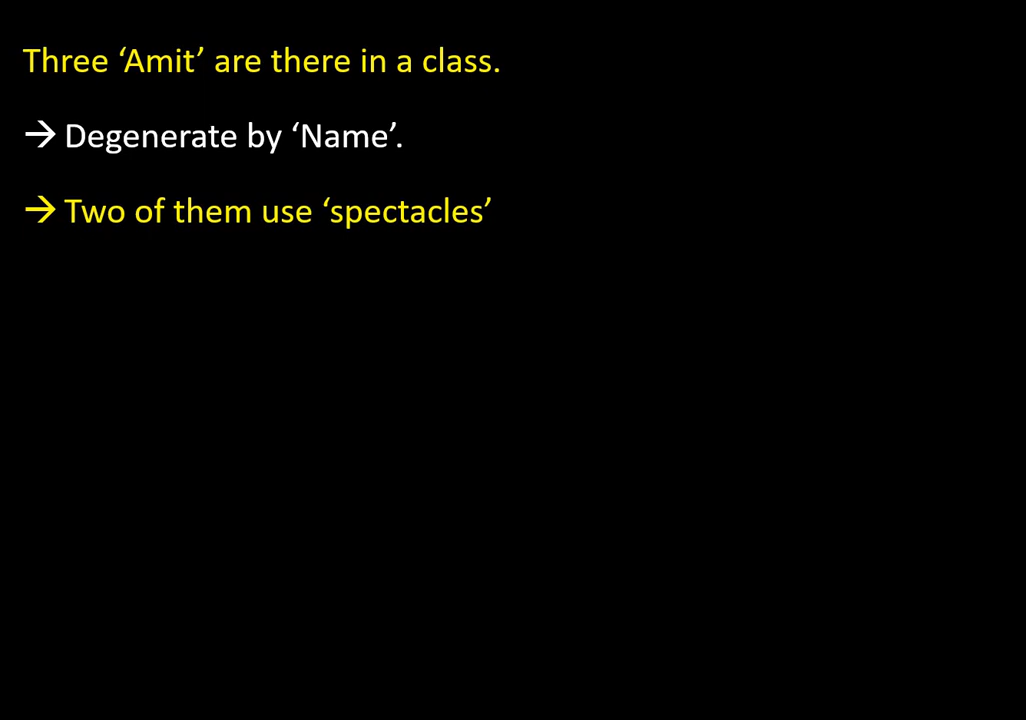 Three ‘Amit’ are there in a class.
→ Degenerate by ‘Name’.
→ Two of them use ‘spectacles’